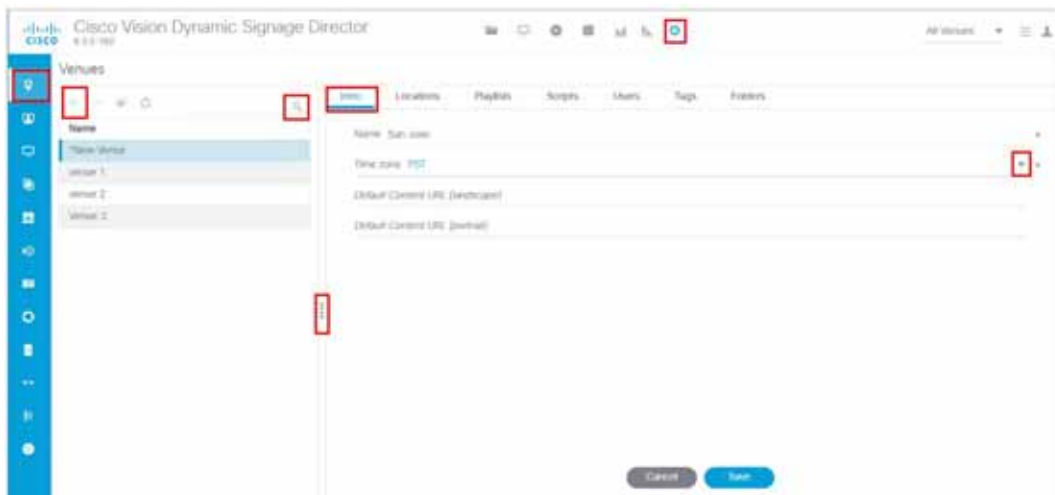 CISCO Cisco Vision Dynamic Signage Director
All Venues
Venues
Intro Locations Playlists Scripts Users Tags Folders
Name
*New Venue
venue 1
venue 2
Venue 3
Name San Jose
Time zone PST
Default Content URL (landscape)
Default Content URL (portrait)
Cancel Save